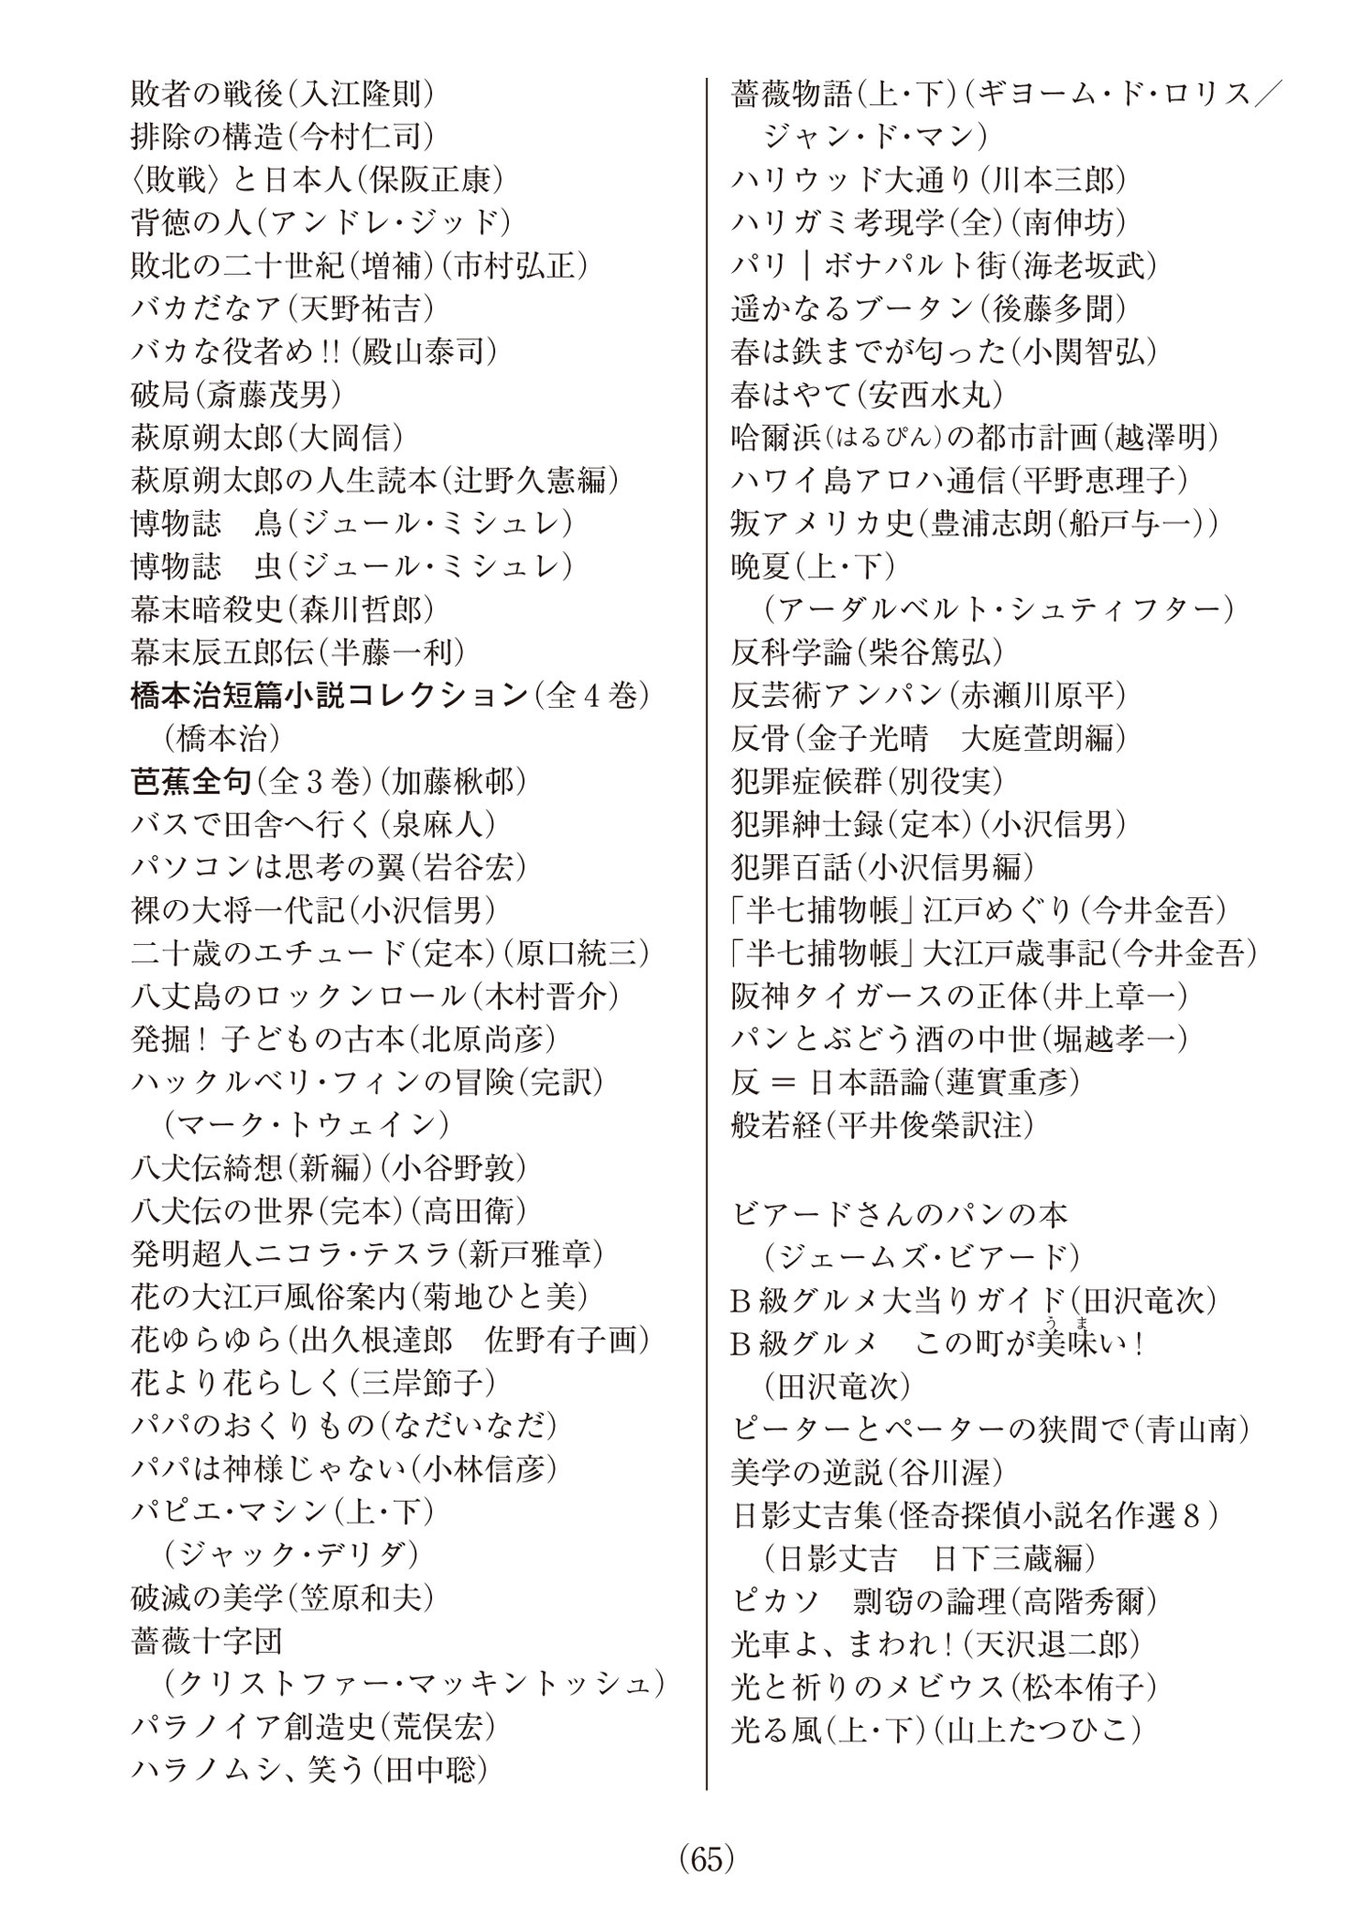 敗者の戦後(入江隆則)
排除の構造(今村仁司)
〈敗戦〉と日本人(保阪正康)
背徳の人(アンドレ・ジッド)
敗北の二十世紀(増補)(市村弘正)
バカだなア(天野祐吉)
バカな役者め!!(殿山泰司)
破局(斎藤茂男)
萩原朔太郎(大岡信)
萩原朔太郎の人生読本(辻野久憲編)
博物誌　鳥(ジュール・ミシュレ)
博物誌　虫(ジュール・ミシュレ)
幕末暗殺史(森川哲郎)
幕末辰五郎伝(半藤一利)
橋本治短篇小説コレクション(全4巻)
(橋本治)
芭蕉全句(全3巻)(加藤楸邨)
バスで田舎へ行く(泉麻人)
パソコンは思考の翼(岩谷宏)
裸の大将一代記(小沢信男)
二十歳のエチュード(定本)(原口統三)
八丈島のロックンロール(木村晋介)
発掘! 子どもの古本(北原尚彦)
ハックルベリ・フィンの冒険(完訳)
(マーク・トウェイン)
八犬伝綺想(新編)(小谷野敦)
八犬伝の世界(完本)(高田衛)
発明超人ニコラ・テスラ(新戸雅章)
花の大江戸風俗案内(菊地ひと美)
花ゆらゆら(出久根達郎　佐野有子画)
花より花らしく(三岸節子)
パパのおくりもの(なだいなだ)
パパは神様じゃない(小林信彦)
パピエ・マシン(上・下)
(ジャック・デリダ)
破滅の美学(笠原和夫)
薔薇十字団
(クリストファー・マッキントッシュ)
パラノイア創造史(荒俣宏)
ハラノムシ、笑う(田中聡)
薔薇物語(上・下)(ギヨーム・ド・ロリス／
ジャン・ド・マン)
ハリウッド大通り(川本三郎)
ハリガミ考現学(全)(南伸坊)
パリ｜ボナパルト街(海老坂武)
遥かなるブータン(後藤多聞)
春は鉄までが匂った(小関智弘)
春はやて(安西水丸)
哈爾浜(はるぴん)の都市計画(越澤明)
ハワイ島アロハ通信(平野恵理子)
叛アメリカ史(豊浦志朗(船戸与一))
晩夏(上・下)
(アーダルベルト・シュティフター)
反科学論(柴谷篤弘)
反芸術アンパン(赤瀬川原平)
反骨(金子光晴　大庭萱朗編)
犯罪症候群(別役実)
犯罪紳士録(定本)(小沢信男)
犯罪百話(小沢信男編)
「半七捕物帳」江戸めぐり(今井金吾)
「半七捕物帳」大江戸歳事記(今井金吾)
阪神タイガースの正体(井上章一)
パンとぶどう酒の中世(堀越孝一)
反 ＝ 日本語論(蓮實重彥)
般若経(平井俊榮訳注)
ビアードさんのパンの本
(ジェームズ・ビアード)
B級グルメ大当りガイド(田沢竜次)
うま
B級グルメ　この町が美味い!
(田沢竜次)
ピーターとペーターの狭間で(青山南)
美学の逆説(谷川渥)
日影丈吉集(怪奇探偵小説名作選8)
(日影丈吉　日下三蔵編)
ピカソ　剽窃の論理(高階秀爾)
光車よ、まわれ!(天沢退二郎)
光と祈りのメビウス(松本侑子)
光る風(上・下)(山上たつひこ)
(65)